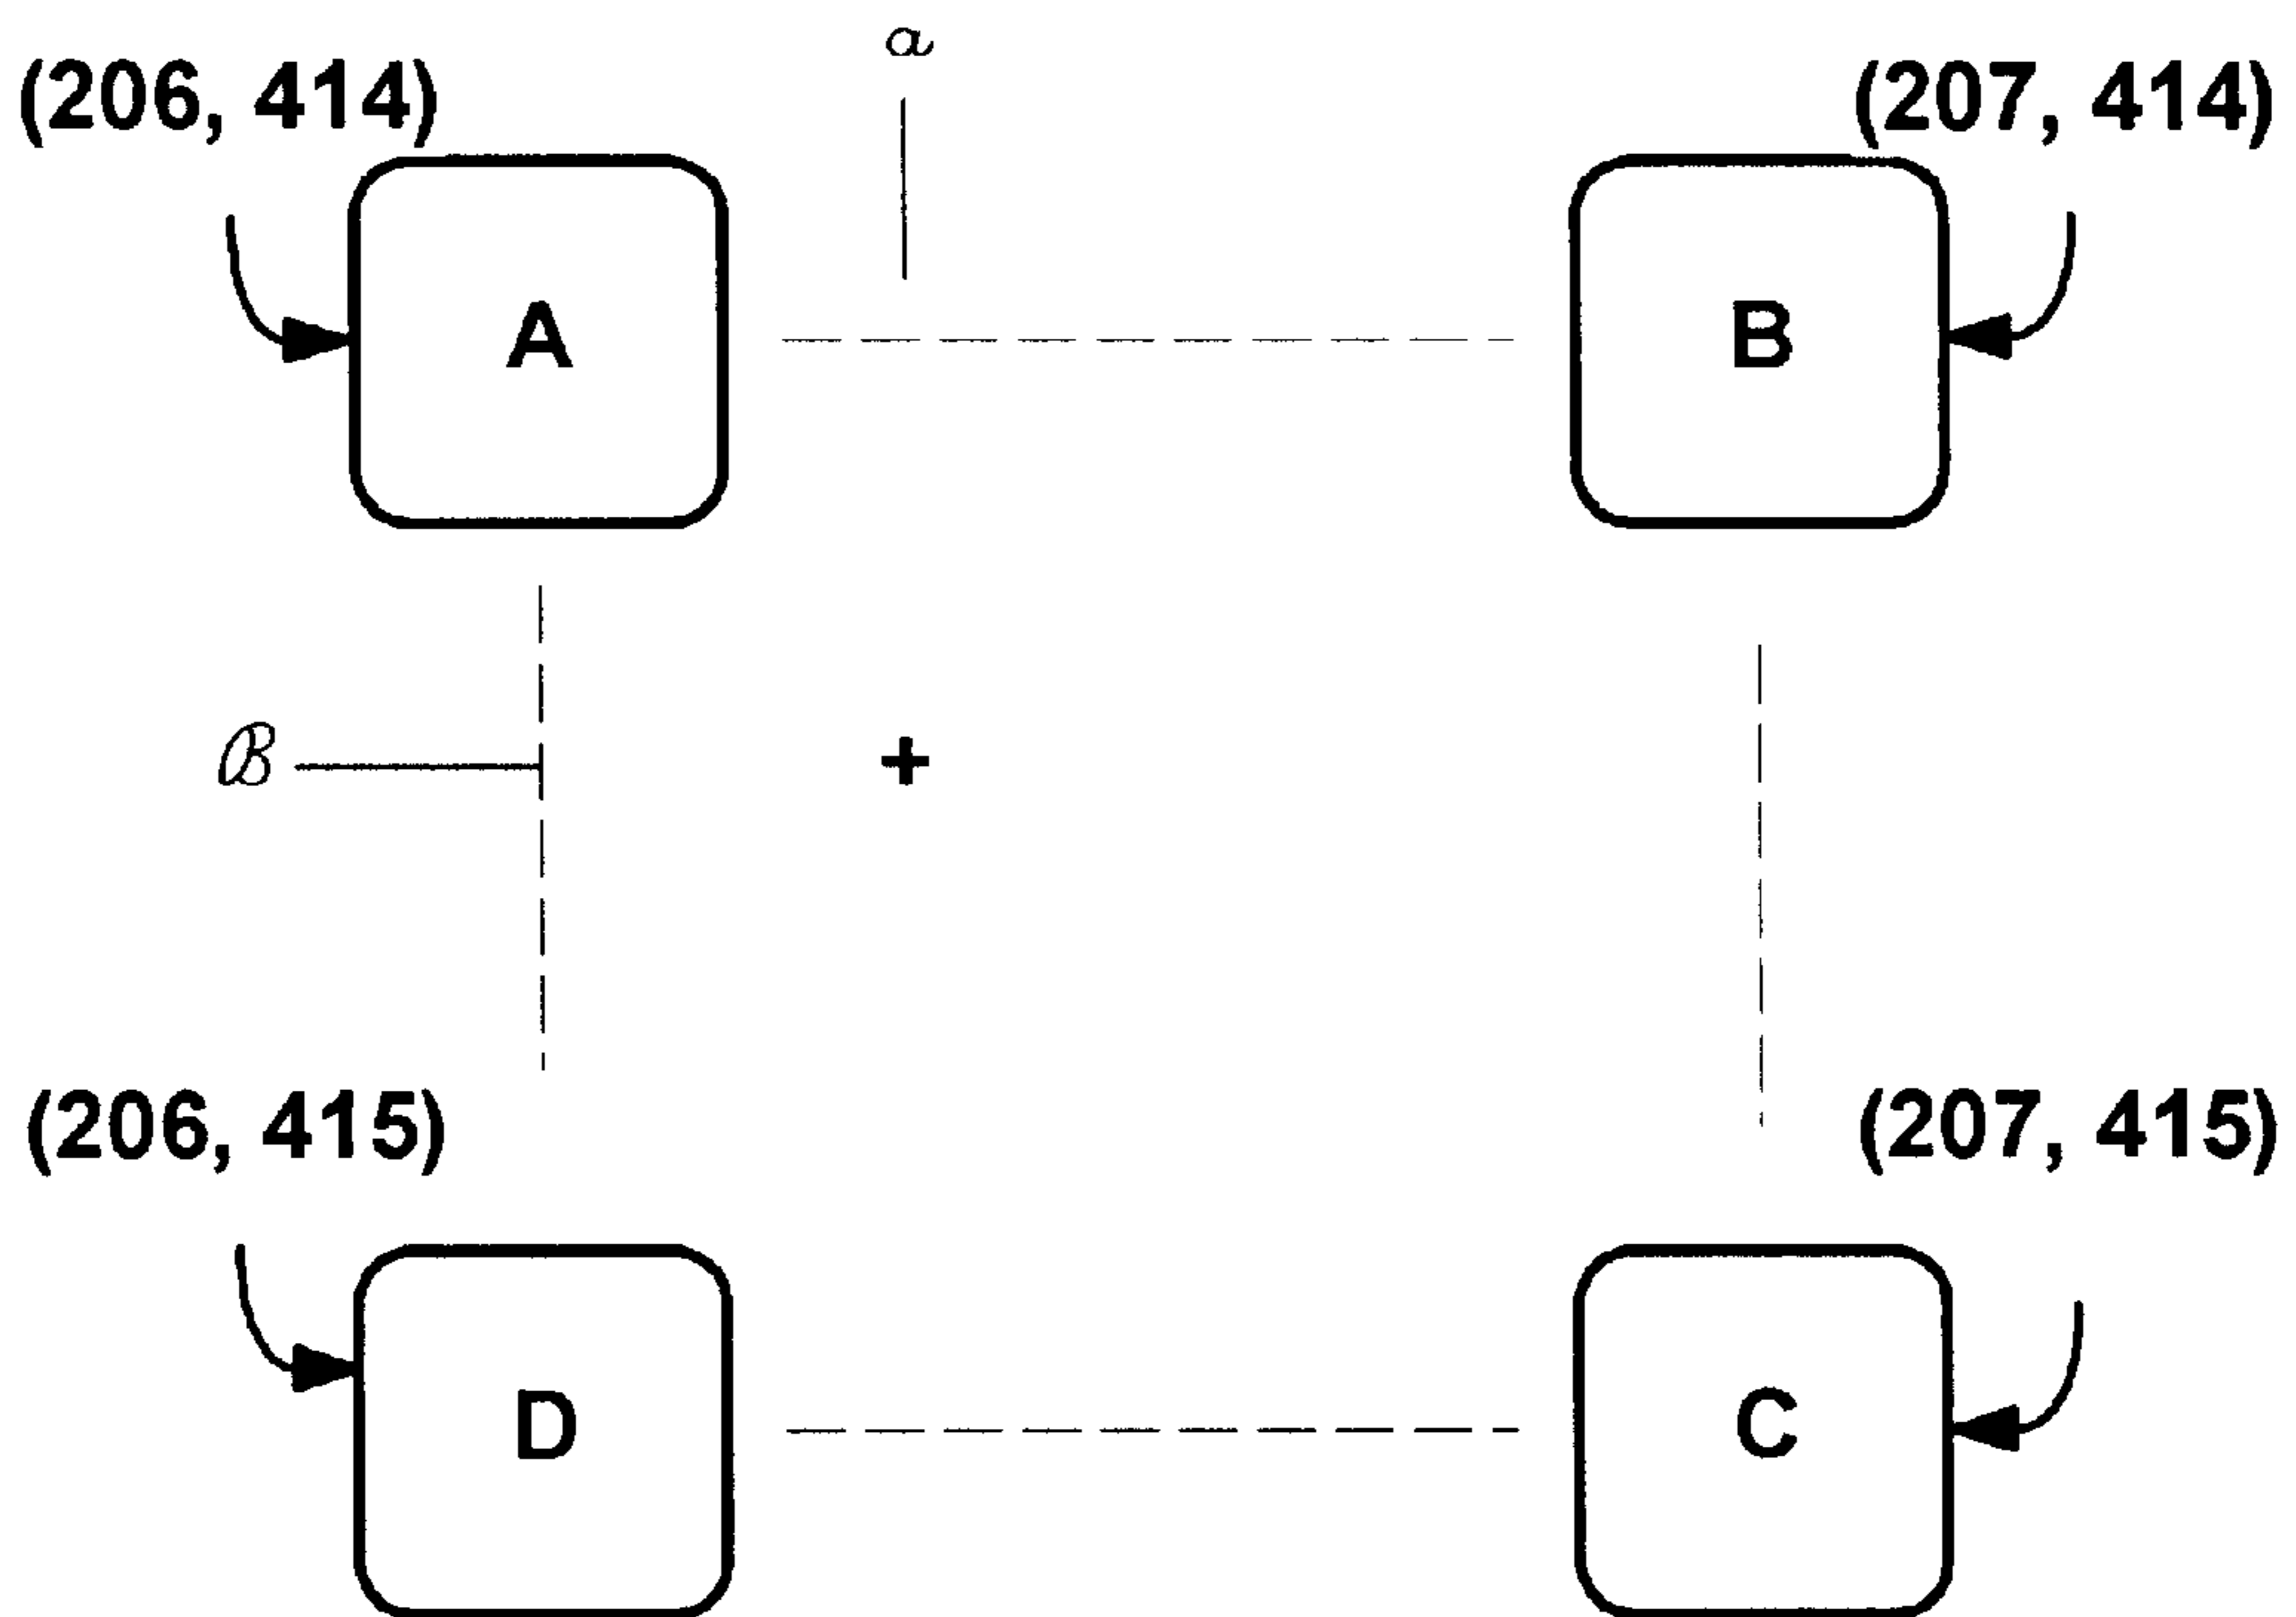 a
(206, 414) (207, 414)
A B
B +
(206, 415) (207, 415)
D C